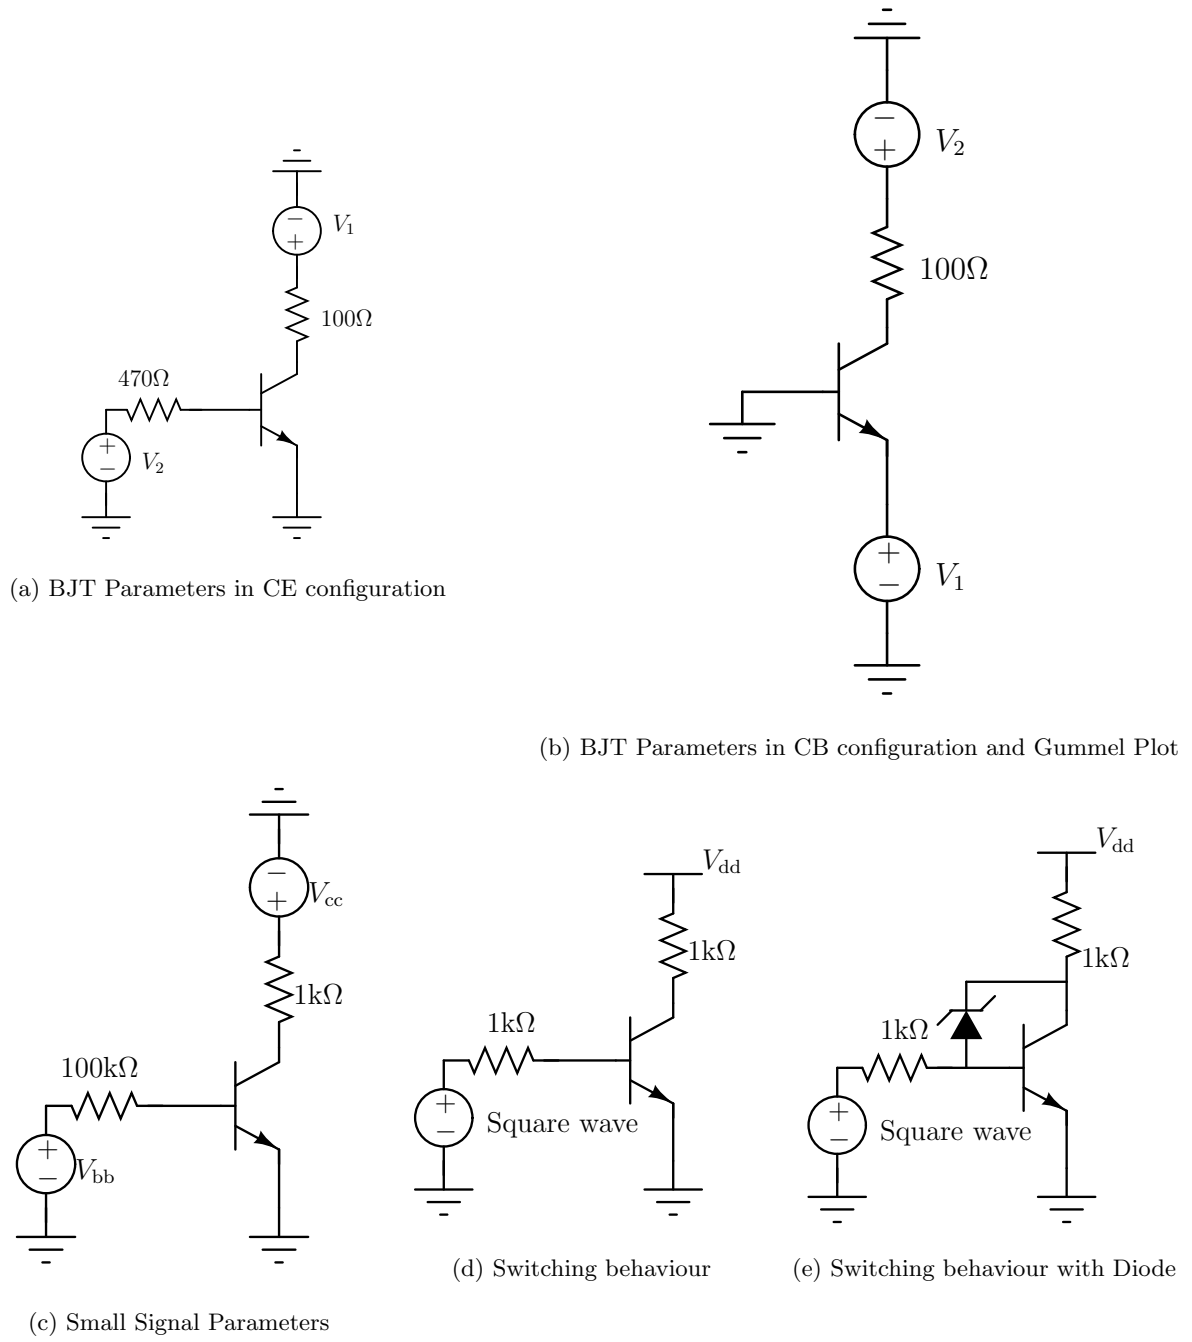 −
+
V2
100Ω
+
−
V1
(b) BJT Parameters in CB configuration and Gummel Plot
−
+
V1
100Ω
470Ω
+
−
V2
(a) BJT Parameters in CE configuration
−
+
Vcc
1kΩ
100kΩ
+
−
Vbb
(c) Small Signal Parameters
Vdd
1kΩ
1kΩ
+
−
Square wave
(d) Switching behaviour
Vdd
1kΩ
1kΩ
+
−
Square wave
(e) Switching behaviour with Diode